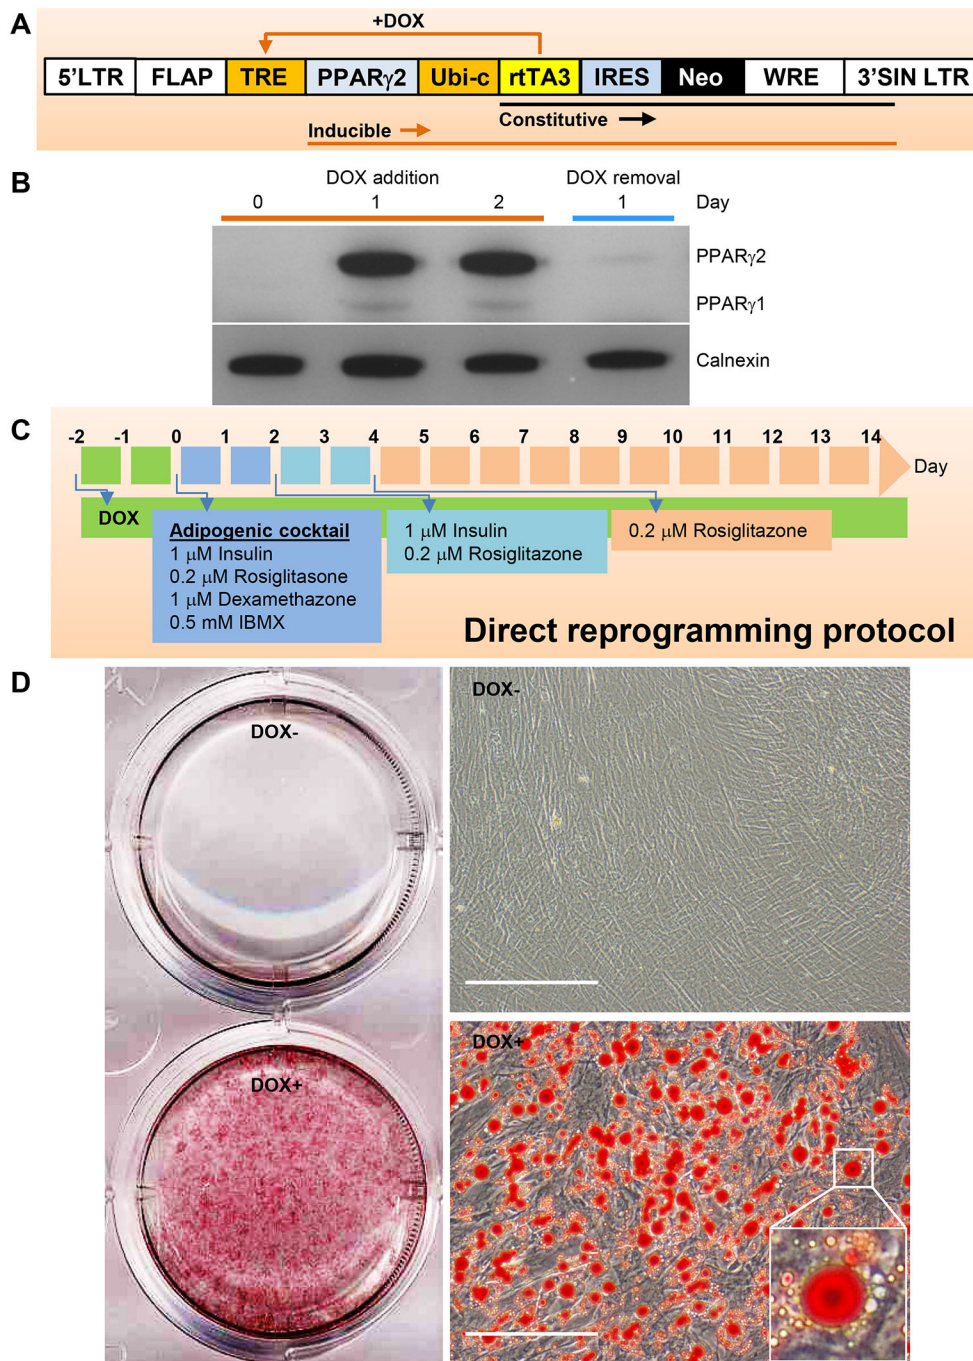 A
+DOX
5'LTR FLAP TRE PPARγ2 Ubi-c rtTA3 IRES Neo WRE 3'SIN LTR
Constitutive
Inducible
B
DOX addition DOX removal
0 1 2 1 Day
PPARγ2
PPARγ1
Calnexin
C
-2 -1 0 1 2 3 4 5 6 7 8 9 10 11 12 13 14
Day
DOX
Adipogenic cocktail
1 μM Insulin
0.2 μM Rosiglitasone
1 μM Dexamethazone
0.5 mM IBMX
1 μM Insulin
0.2 μM Rosiglitazone
0.2 μM Rosiglitazone
Direct reprogramming protocol
D
DOX-
DOX-
DOX+
DOX+